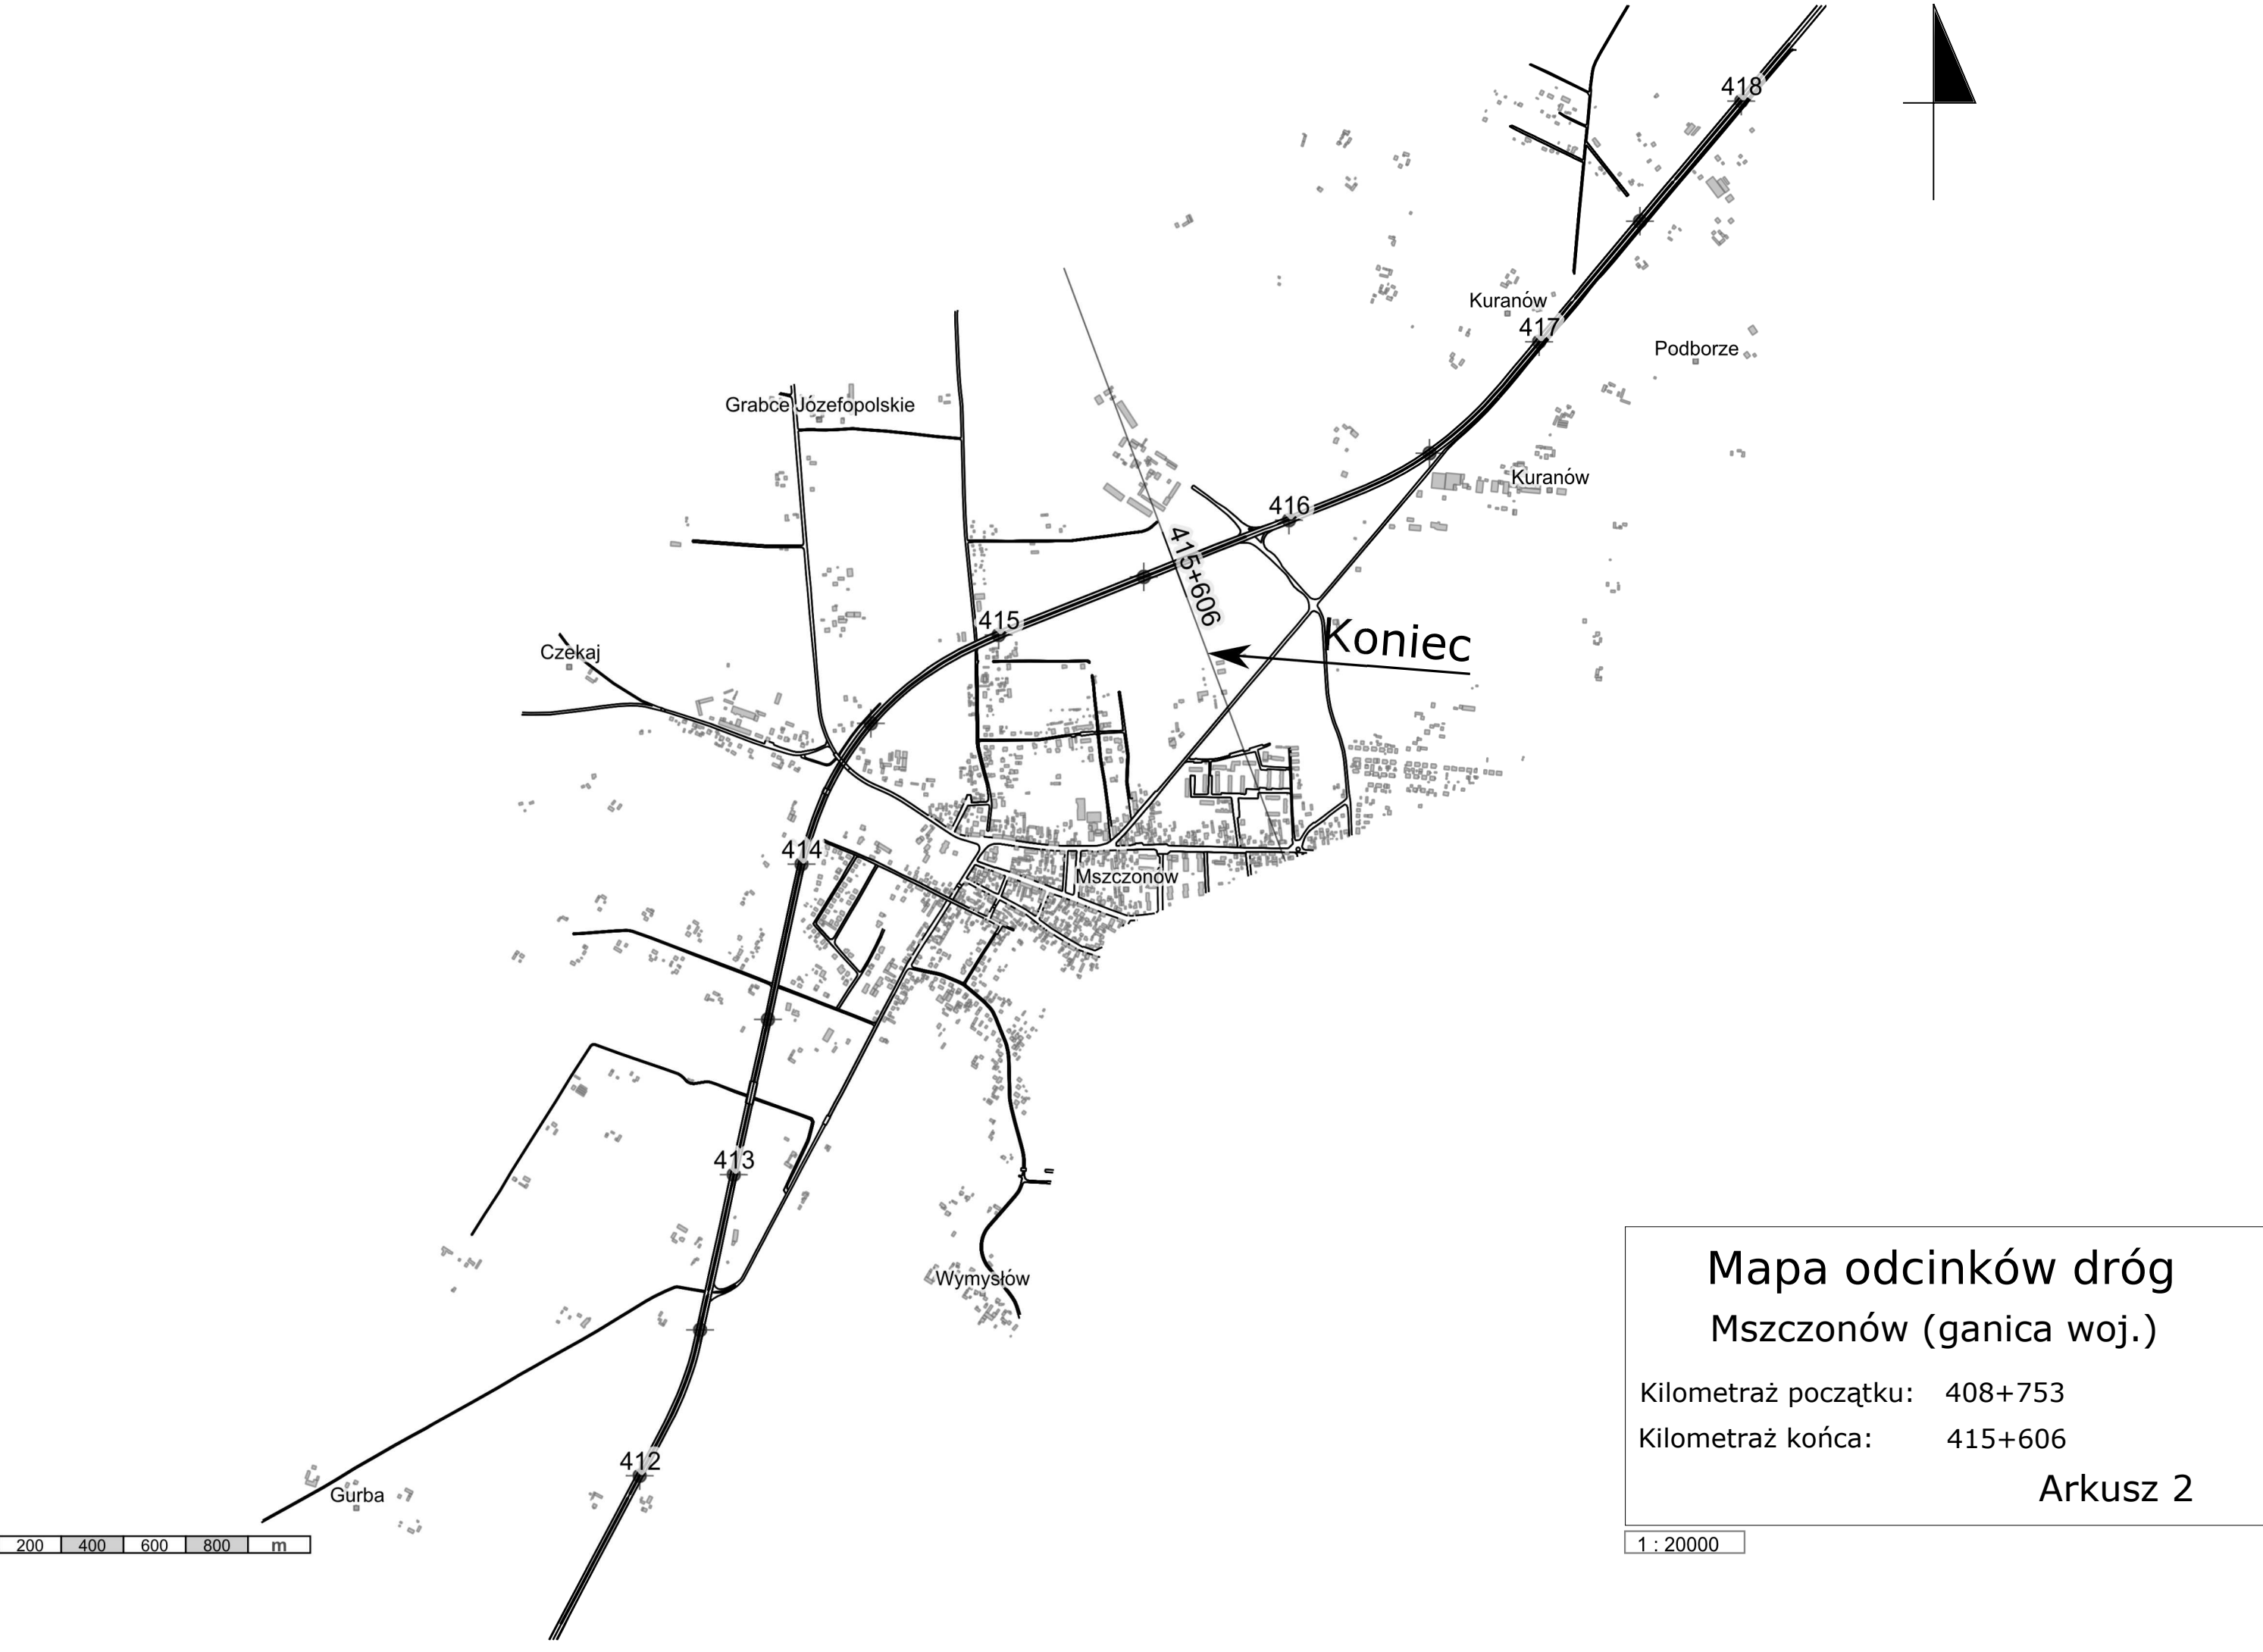 418
Kuranów
417
Podborze
Grabce Józefopolskie
Kuranów
416
415+606
415
Koniec
Czekaj
414
Mszczonów
413
Wymysłów
412
Gurba
200 400 600 800 m
Mapa odcinków dróg
Mszczonów (ganica woj.)
Kilometraż początku: 408+753
Kilometraż końca: 415+606
Arkusz 2
1 : 20000